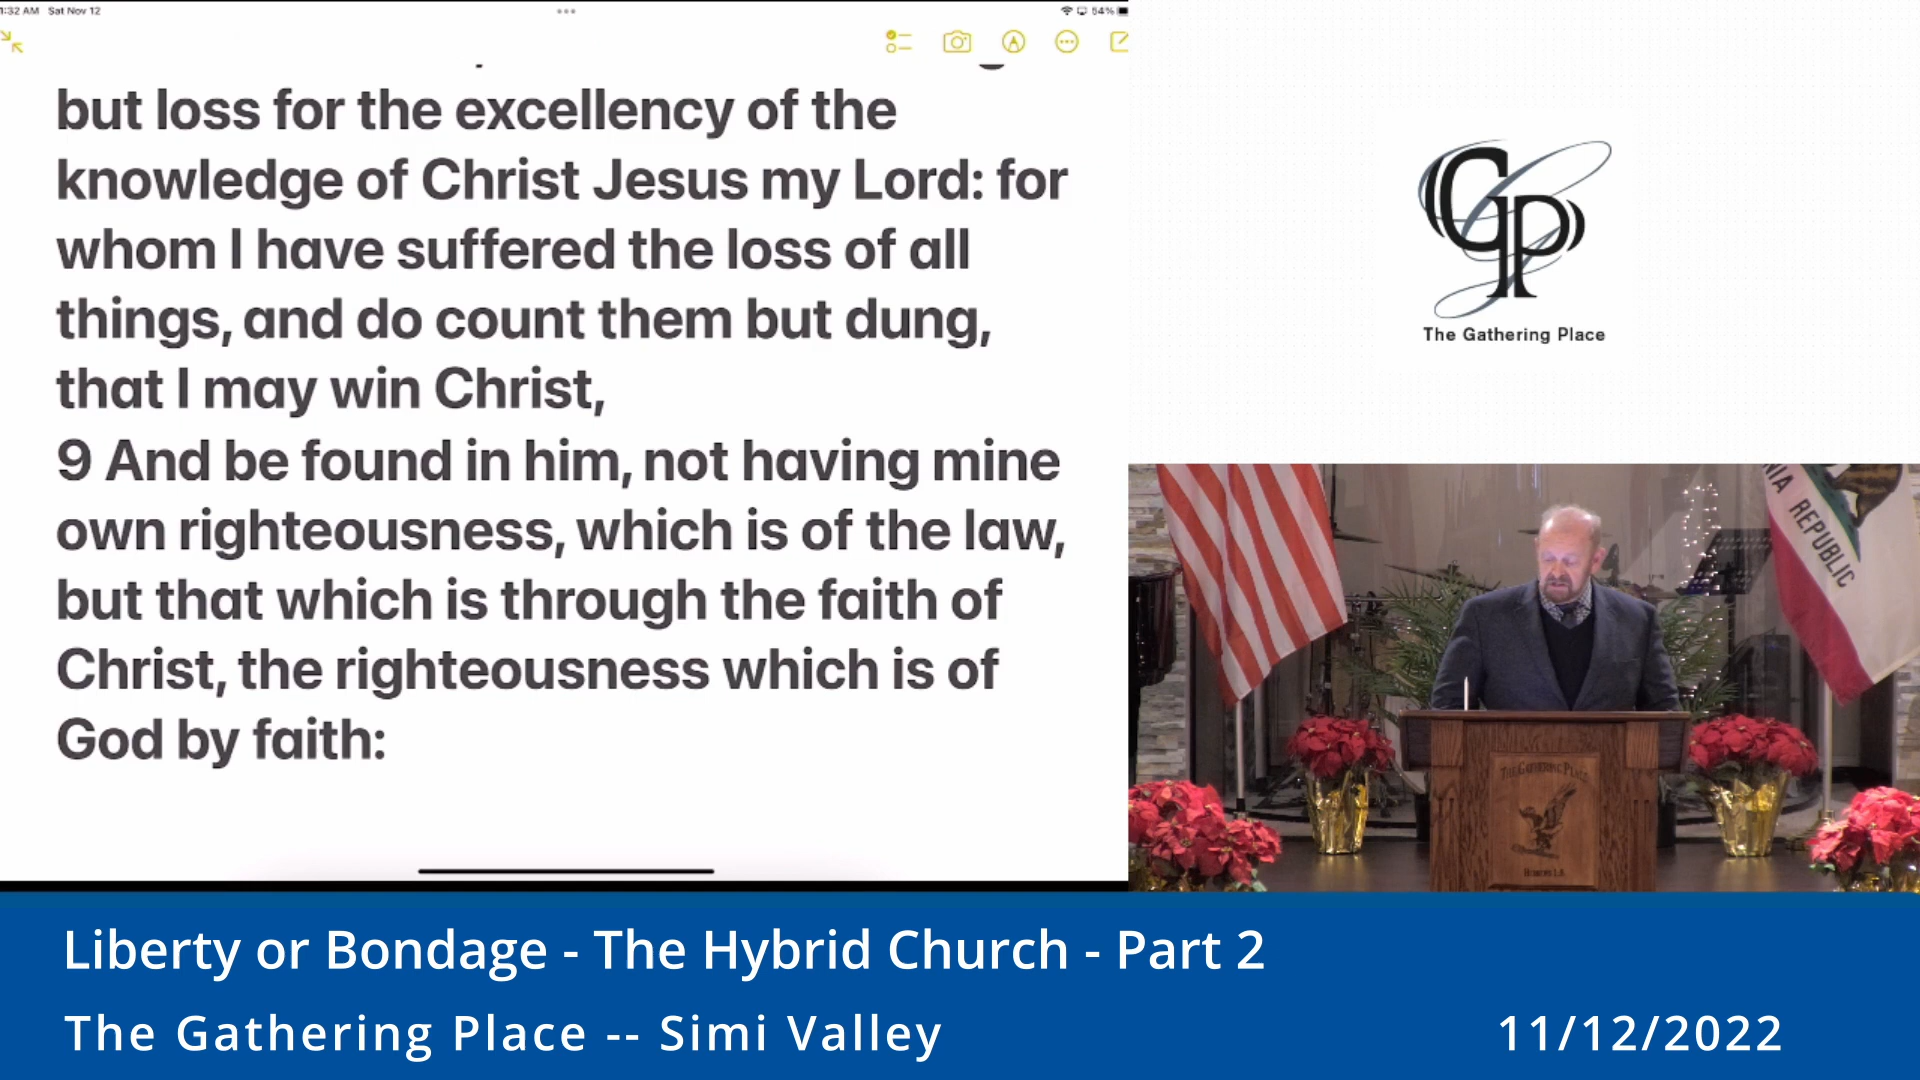 1:32 AM Sat Nov 12
54%
but loss for the excellency of the
knowledge of Christ Jesus my Lord: for
whom I have suffered the loss of all
things, and do count them but dung,
that I may win Christ,
9 And be found in him, not having mine
own righteousness, which is of the law,
but that which is through the faith of
Christ, the righteousness which is of
God by faith:
GP
The Gathering Place
REPUBLIC
THE GATHERING PLACE
Liberty or Bondage - The Hybrid Church - Part 2
The Gathering Place -- Simi Valley
11/12/2022